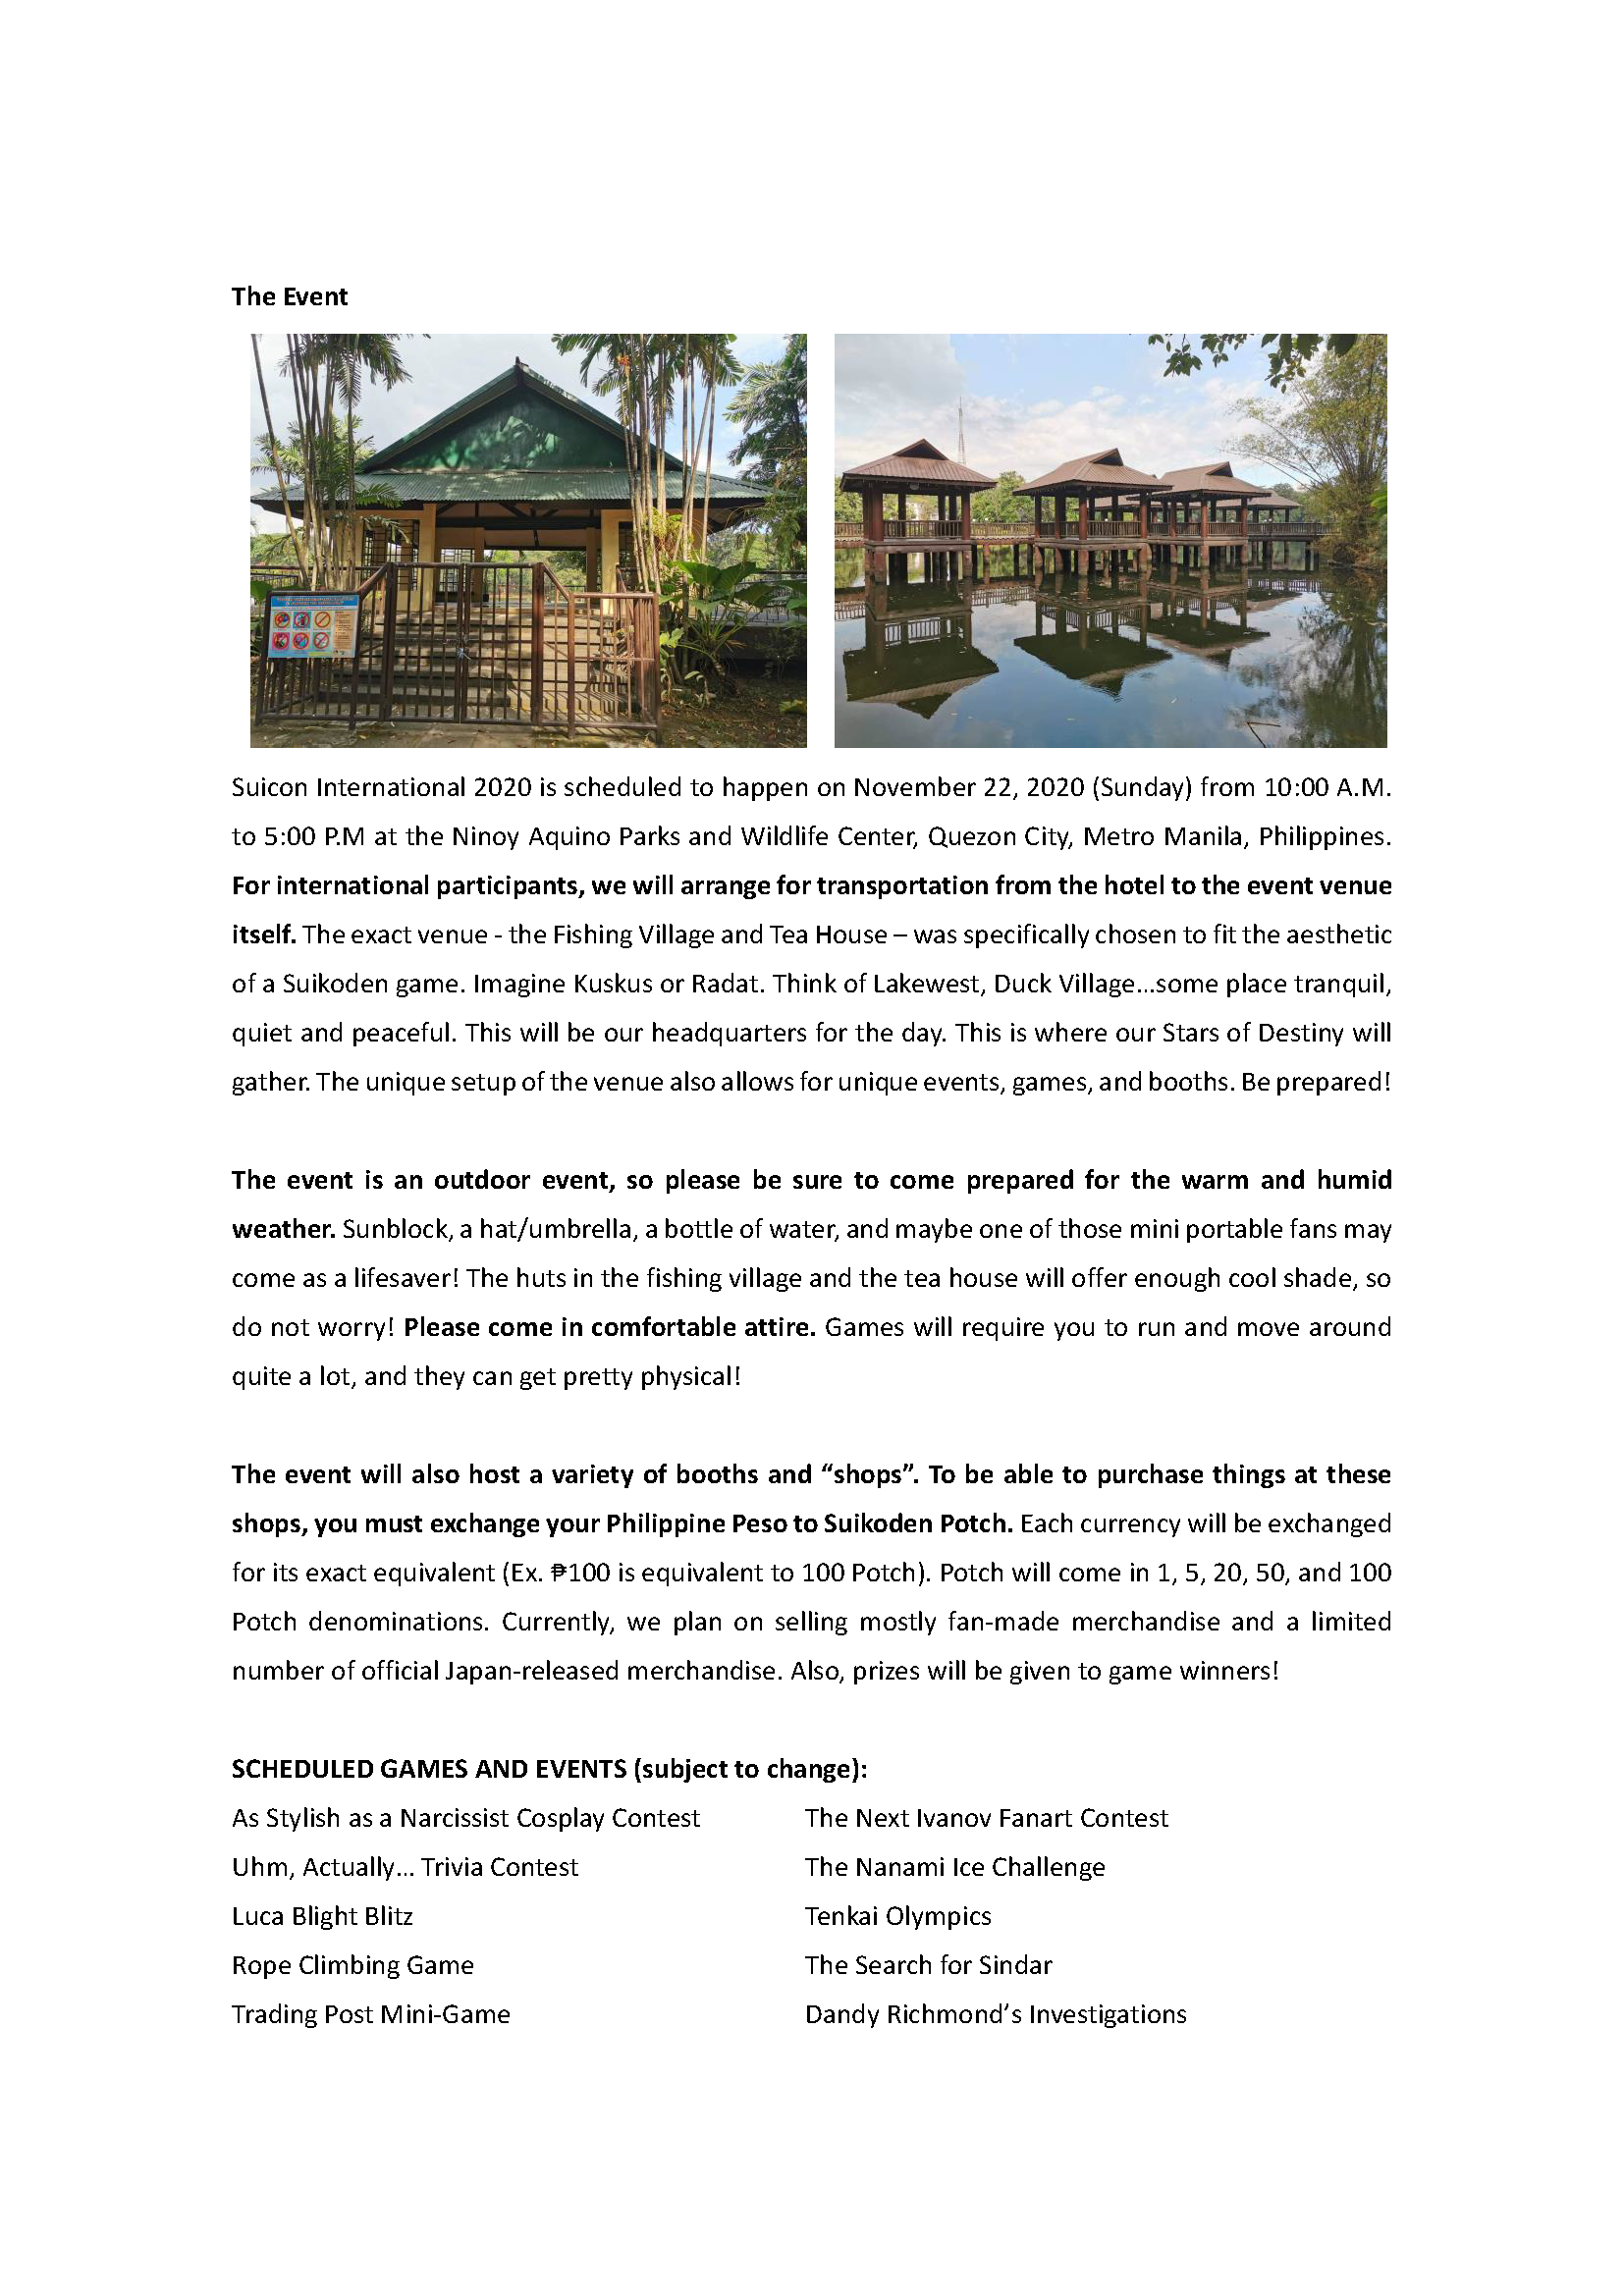 The Event
Suicon International 2020 is scheduled to happen on November 22, 2020 (Sunday) from 10:00 A.M.
to 5:00 P.M at the Ninoy Aquino Parks and Wildlife Center, Quezon City, Metro Manila, Philippines.
For international participants, we will arrange for transportation from the hotel to the event venue
itself. The exact venue - the Fishing Village and Tea House – was specifically chosen to fit the aesthetic
of a Suikoden game. Imagine Kuskus or Radat. Think of Lakewest, Duck Village…some place tranquil,
quiet and peaceful. This will be our headquarters for the day. This is where our Stars of Destiny will
gather. The unique setup of the venue also allows for unique events, games, and booths. Be prepared!
The event is an outdoor event, so please be sure to come prepared for the warm and humid
weather. Sunblock, a hat/umbrella, a bottle of water, and maybe one of those mini portable fans may
come as a lifesaver! The huts in the fishing village and the tea house will offer enough cool shade, so
do not worry! Please come in comfortable attire. Games will require you to run and move around
quite a lot, and they can get pretty physical!
The event will also host a variety of booths and “shops”. To be able to purchase things at these
shops, you must exchange your Philippine Peso to Suikoden Potch. Each currency will be exchanged
for its exact equivalent (Ex. ₱100 is equivalent to 100 Potch). Potch will come in 1, 5, 20, 50, and 100
Potch denominations. Currently, we plan on selling mostly fan-made merchandise and a limited
number of official Japan-released merchandise. Also, prizes will be given to game winners!
SCHEDULED GAMES AND EVENTS (subject to change):
As Stylish as a Narcissist Cosplay Contest
Uhm, Actually… Trivia Contest
Luca Blight Blitz
Rope Climbing Game
Trading Post Mini-Game
The Next Ivanov Fanart Contest
The Nanami Ice Challenge
Tenkai Olympics
The Search for Sindar
Dandy Richmond’s Investigations